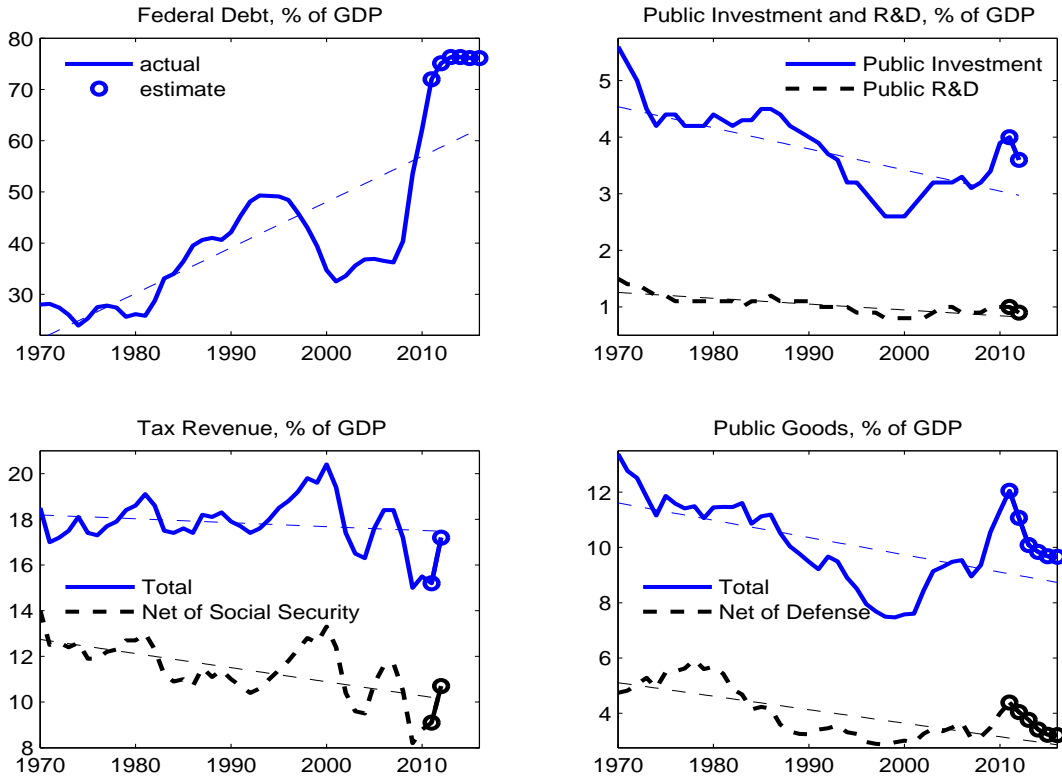 Federal Debt, % of GDP
80
70
60
50
40
30
actual
estimate
1970 1980 1990 2000 2010
Public Investment and R&D, % of GDP
5
4
3
2
1
Public Investment
Public R&D
1970 1980 1990 2000 2010
Tax Revenue, % of GDP
20
18
16
14
12
10
8
Total
Net of Social Security
1970 1980 1990 2000 2010
Public Goods, % of GDP
12
10
8
6
4
Total
Net of Defense
1970 1980 1990 2000 2010